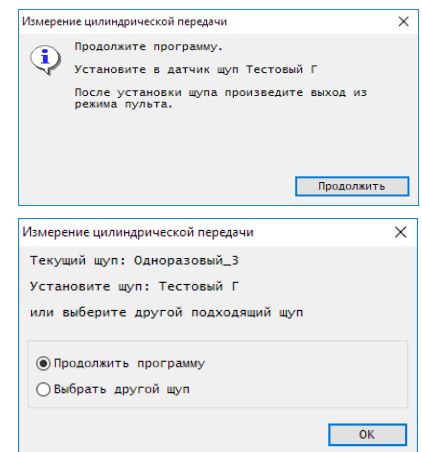 Измерение цилиндрической передачи
Продолжите программу.
Установите в датчик щуп Тестовый Г
После установки щупа произведите выход из
режима пульта.
Продолжить
Измерение цилиндрической передачи
Текущий щуп: Одноразовый_3
Установите щуп: Тестовый Г
или выберите другой подходящий щуп
Продолжить программу
Выбрать другой щуп
ОК